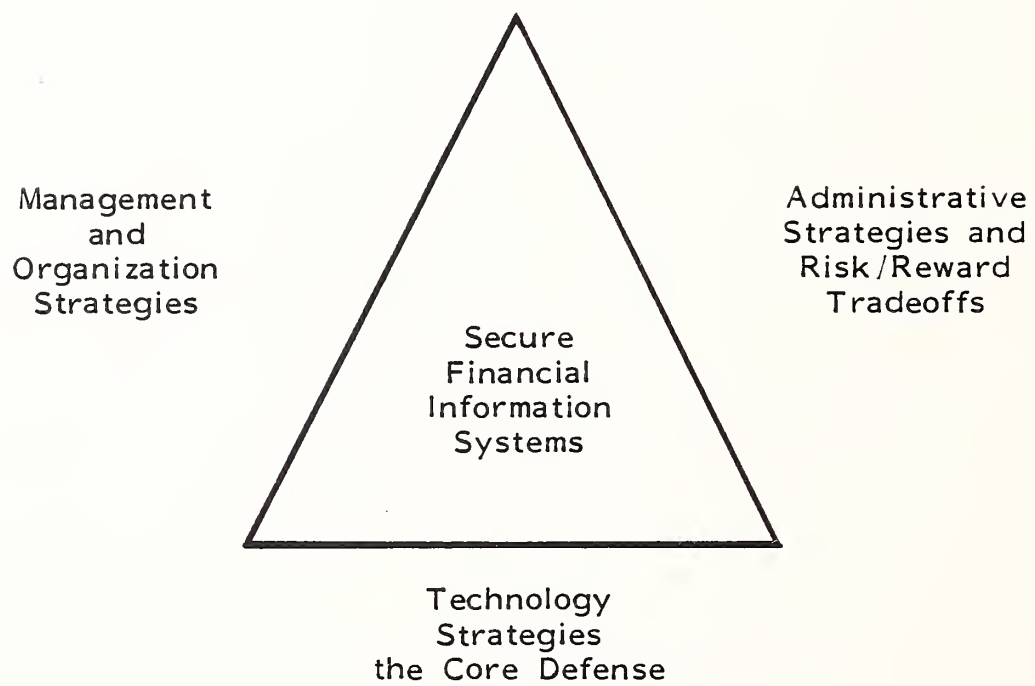 Management
and
Organization
Strategies
Administrative
Strategies and
Risk/Reward
Tradeoffs
Secure
Financial
Information
Systems
Technology
Strategies
the Core Defense